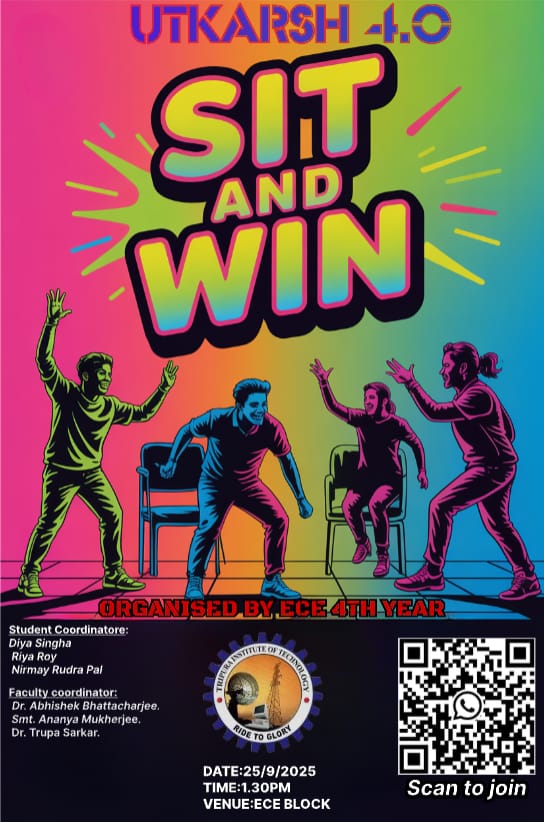 UTKARSH 4.0
SIT
AND
WIN
ORGANISED BY ECE 4TH YEAR
Student Coordinatore:
Diya Singha
Riya Roy
Nirmay Rudra Pal
Faculty coordinator:
Dr. Abhishek Bhattacharjee.
Smt. Ananya Mukherjee.
Dr. Trupa Sarkar.
TRIPURA INSTITUTE OF TECHNOLOGY
RIDE TO GLORY
DATE:25/9/2025
TIME:1.30PM
VENUE:ECE BLOCK
Scan to join